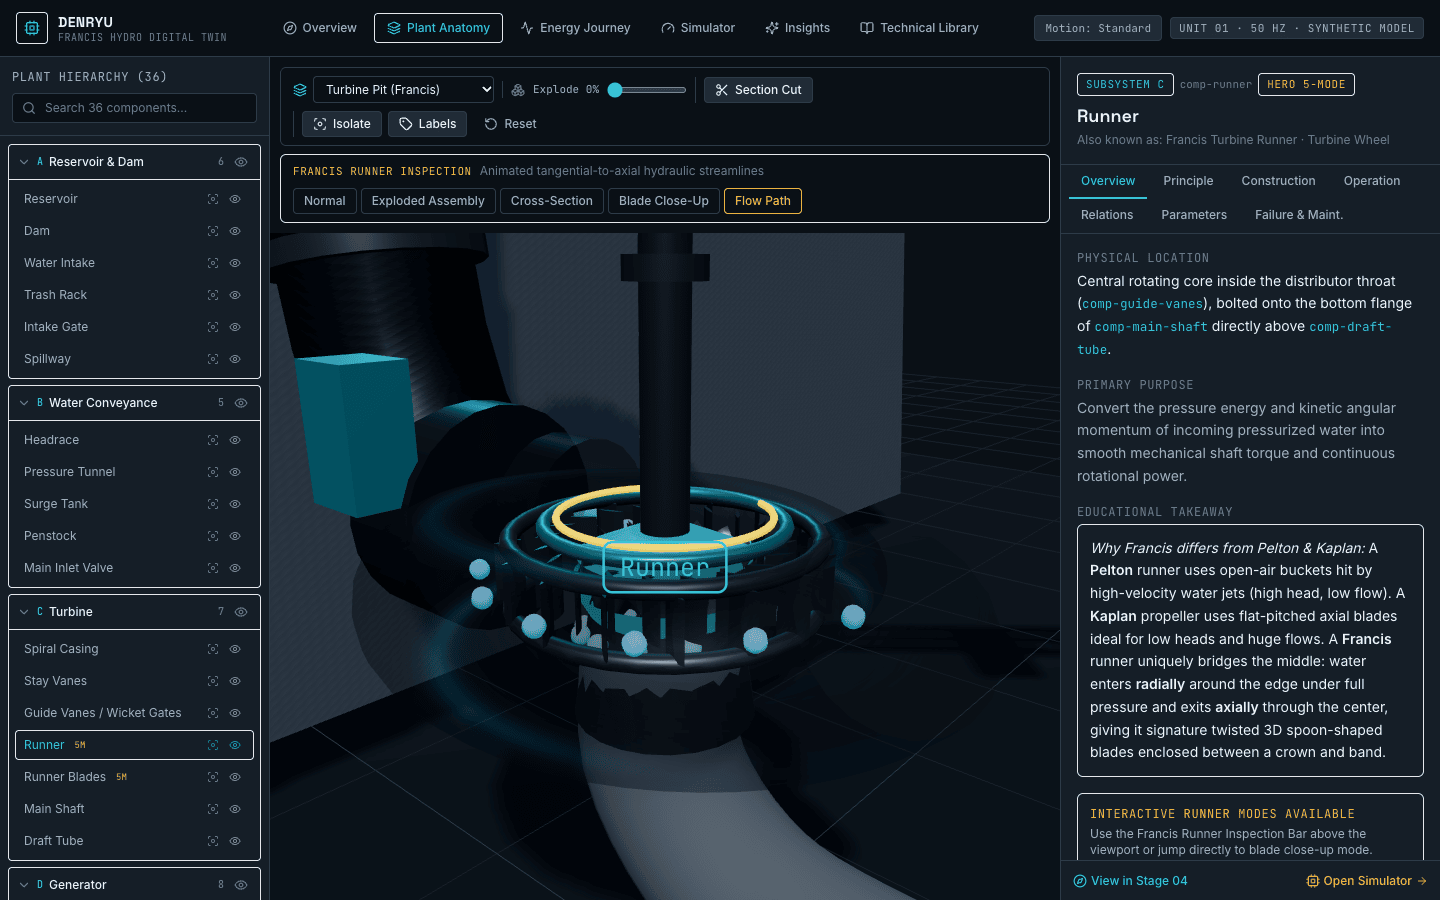 DENRYU
FRANCIS HYDRO DIGITAL TWIN
Overview
Plant Anatomy
Energy Journey
Simulator
Insights
Technical Library
Motion: Standard
UNIT 01 · 50 HZ · SYNTHETIC MODEL
PLANT HIERARCHY (36)
Search 36 components...
A Reservoir & Dam 6
Reservoir
Dam
Water Intake
Trash Rack
Intake Gate
Spillway
B Water Conveyance 5
Headrace
Pressure Tunnel
Surge Tank
Penstock
Main Inlet Valve
C Turbine 7
Spiral Casing
Stay Vanes
Guide Vanes / Wicket Gates
Runner 5M
Runner Blades 5M
Main Shaft
Draft Tube
D Generator 8
Turbine Pit (Francis)
Explode 0%
Section Cut
Isolate
Labels
Reset
FRANCIS RUNNER INSPECTION Animated tangential-to-axial hydraulic streamlines
Normal
Exploded Assembly
Cross-Section
Blade Close-Up
Flow Path
Runner
SUBSYSTEM C comp-runner HERO 5-MODE
Runner
Also known as: Francis Turbine Runner · Turbine Wheel
Overview
Principle
Construction
Operation
Relations
Parameters
Failure & Maint.
PHYSICAL LOCATION
Central rotating core inside the distributor throat
(comp-guide-vanes), bolted onto the bottom flange
of comp-main-shaft directly above comp-draft-
tube.
PRIMARY PURPOSE
Convert the pressure energy and kinetic angular
momentum of incoming pressurized water into
smooth mechanical shaft torque and continuous
rotational power.
EDUCATIONAL TAKEAWAY
Why Francis differs from Pelton & Kaplan: A
Pelton runner uses open-air buckets hit by
high-velocity water jets (high head, low flow). A
Kaplan propeller uses flat-pitched axial blades
ideal for low heads and huge flows. A Francis
runner uniquely bridges the middle: water
enters radially around the edge under full
pressure and exits axially through the center,
giving it signature twisted 3D spoon-shaped
blades enclosed between a crown and band.
INTERACTIVE RUNNER MODES AVAILABLE
Use the Francis Runner Inspection Bar above the
viewport or jump directly to blade close-up mode.
View in Stage 04
Open Simulator →